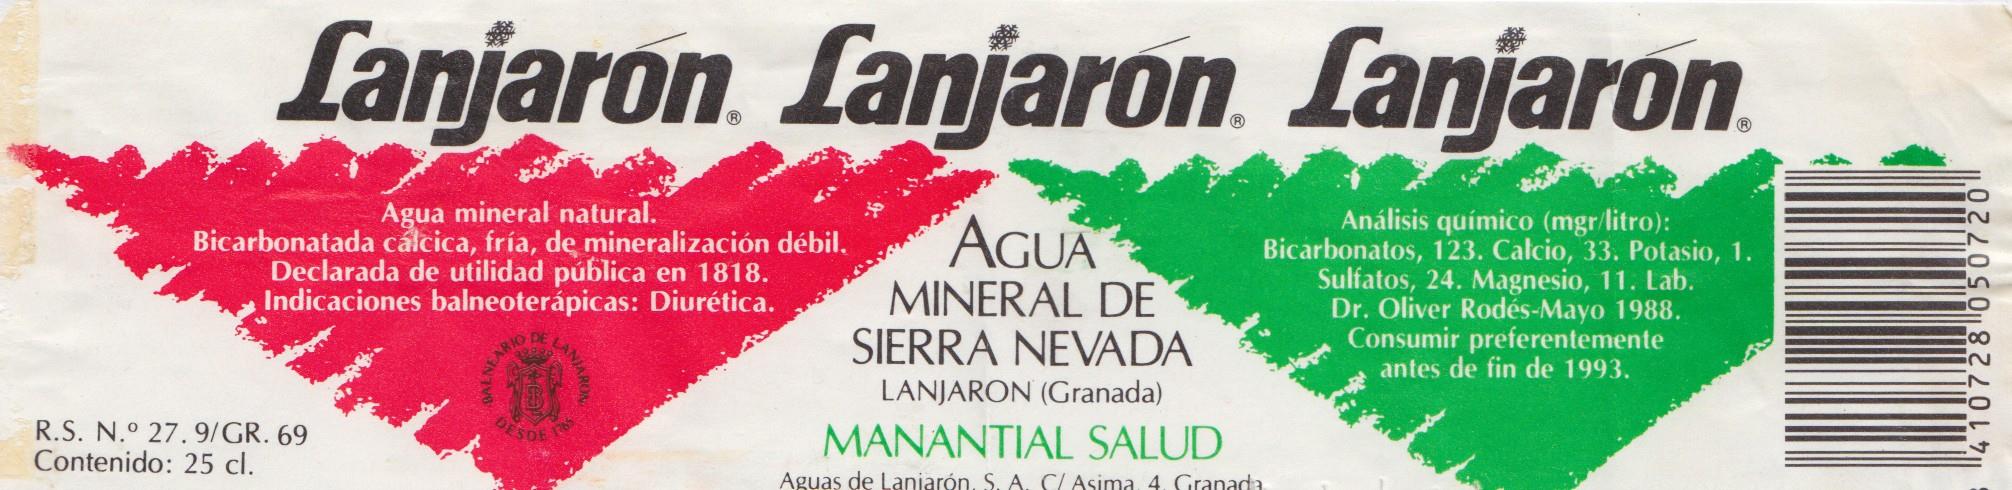 Lanjarón® Lanjarón® Lanjarón®
Agua mineral natural.
Bicarbonatada cálcica, fría, de mineralización débil.
Declarada de utilidad pública en 1818.
Indicaciones balneoterápicas: Diurética.
BALNEARIO DE LANJARON
DESDE 1765
R.S. N.º 27.9/GR. 69
Contenido: 25 cl.
AGUA
MINERAL DE
SIERRA NEVADA
LANJARON (Granada)
MANANTIAL SALUD
Aguas de Lanjarón, S. A. C/ Asima, 4. Granada
Análisis químico (mgr/litro):
Bicarbonatos, 123. Calcio, 33. Potasio, 1.
Sulfatos, 24. Magnesio, 11. Lab.
Dr. Oliver Rodés-Mayo 1988.
Consumir preferentemente
antes de fin de 1993.
410728 050720